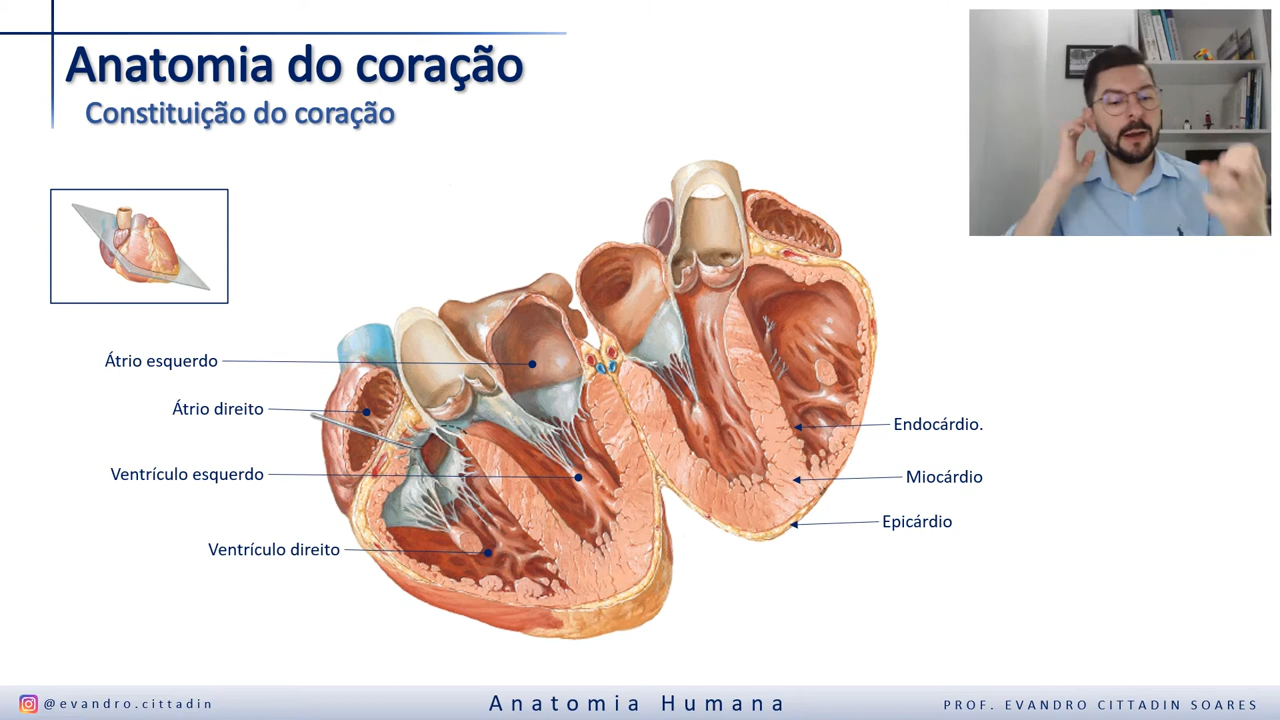 Anatomia do coração
Constituição do coração
Átrio esquerdo
Átrio direito
Ventrículo esquerdo
Ventrículo direito
Endocárdio.
Miocárdio
Epicárdio
@evandro.cittadin
Anatomia Humana
PROF. EVANDRO CITTADIN SOARES